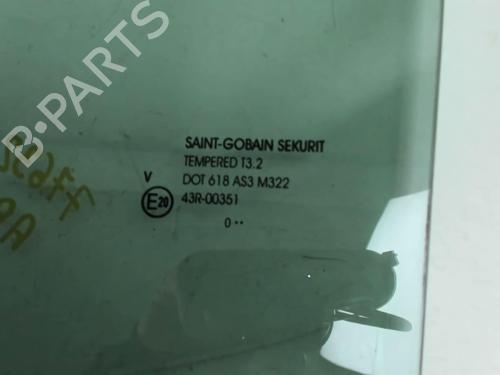 B-PARTS
SAINT-GOBAIN SEKURIT
TEMPERED T3.2
V DOT 618 AS3 M322
E20 43R-00351
0 ••